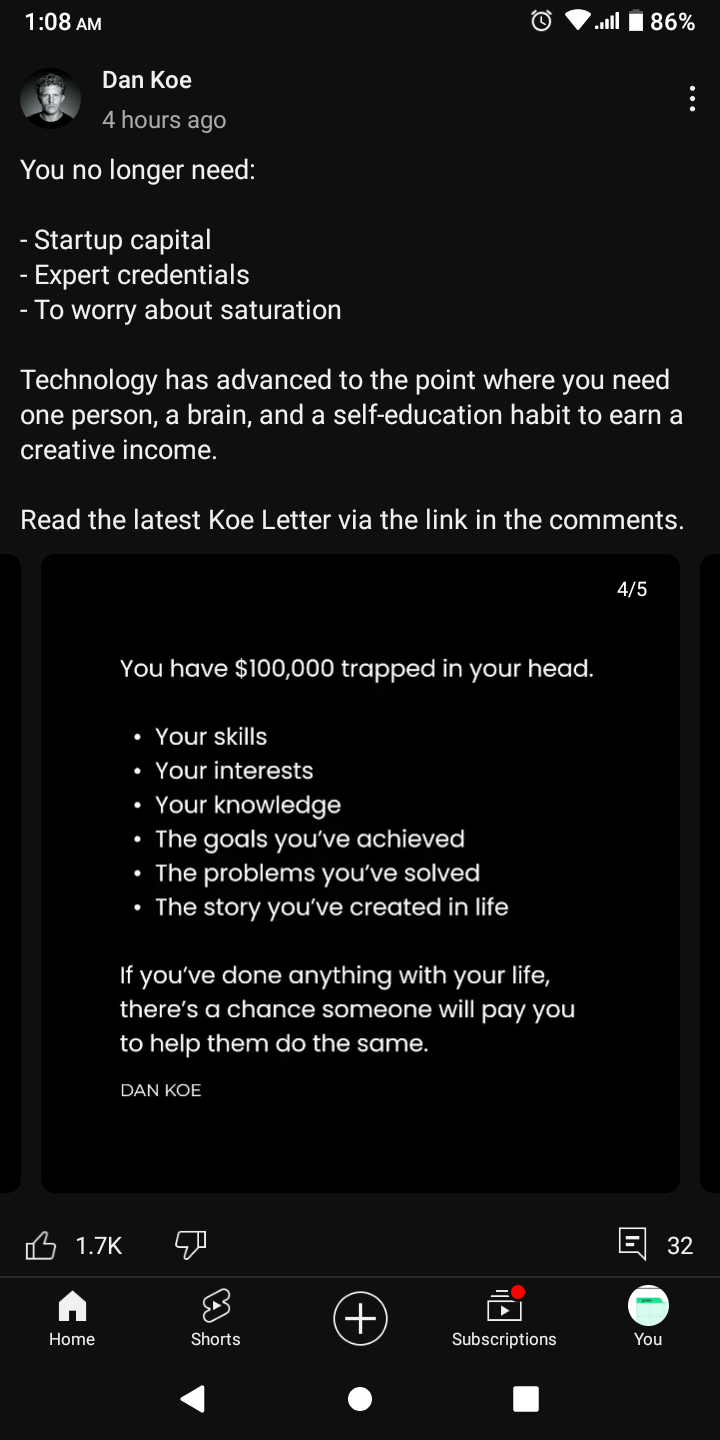 1:08 AM
86%
Dan Koe
4 hours ago
You no longer need:
- Startup capital
- Expert credentials
- To worry about saturation
Technology has advanced to the point where you need
one person, a brain, and a self-education habit to earn a
creative income.
Read the latest Koe Letter via the link in the comments.
4/5
You have $100,000 trapped in your head.
• Your skills
• Your interests
• Your knowledge
• The goals you've achieved
• The problems you've solved
• The story you've created in life
If you've done anything with your life,
there's a chance someone will pay you
to help them do the same.
DAN KOE
1.7K
32
Home
Shorts
Subscriptions
You